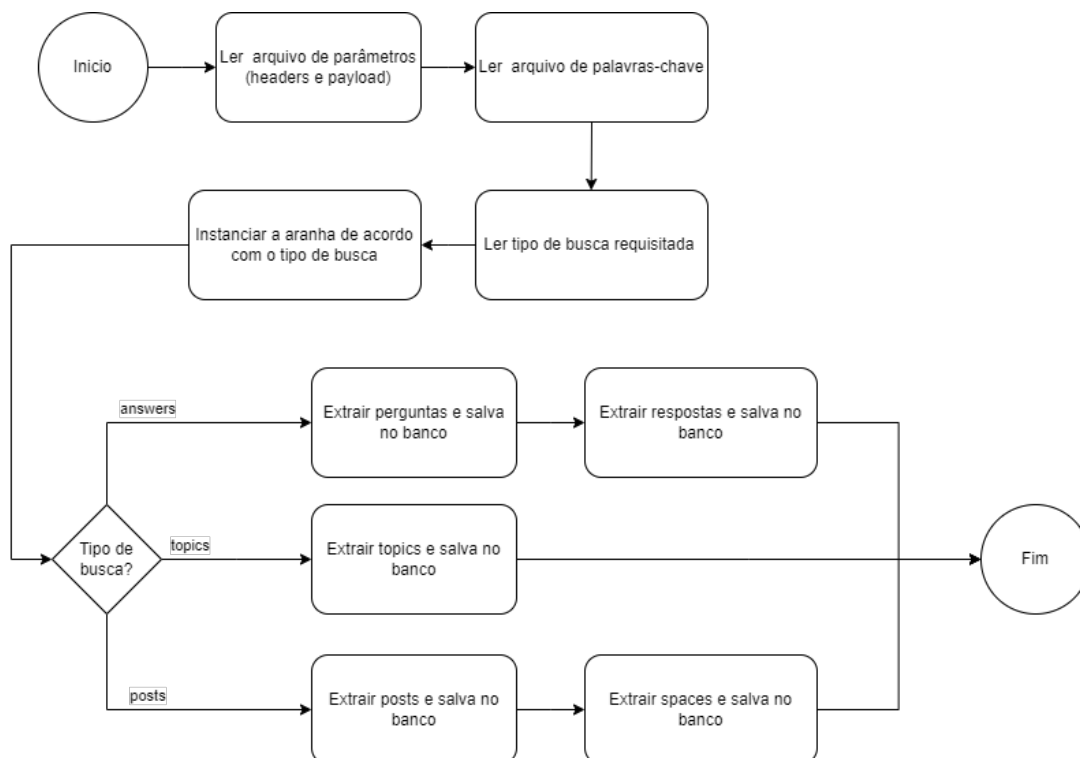 Inicio
Ler arquivo de parâmetros
(headers e payload)
Ler arquivo de palavras-chave
Instanciar a aranha de acordo
com o tipo de busca
Ler tipo de busca requisitada
answers
Extrair perguntas e salva
no banco
Extrair respostas e salva no
banco
Tipo de
busca?
topics
Extrair topics e salva no
banco
Fim
posts
Extrair posts e salva no
banco
Extrair spaces e salva no
banco